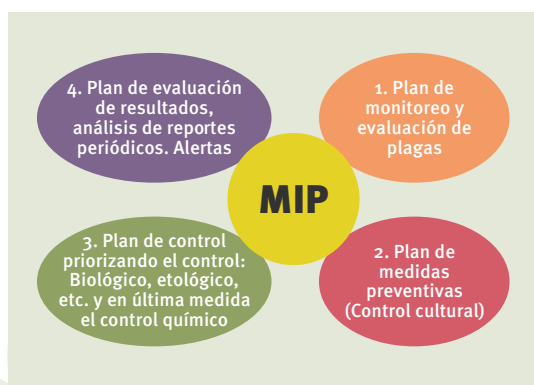 MIP
1. Plan de
monitoreo y
evaluación de
plagas
2. Plan de
medidas
preventivas
(Control cultural)
3. Plan de control
priorizando el control:
Biológico, etológico,
etc. y en última medida
el control químico
4. Plan de evaluación
de resultados,
análisis de reportes
periódicos. Alertas